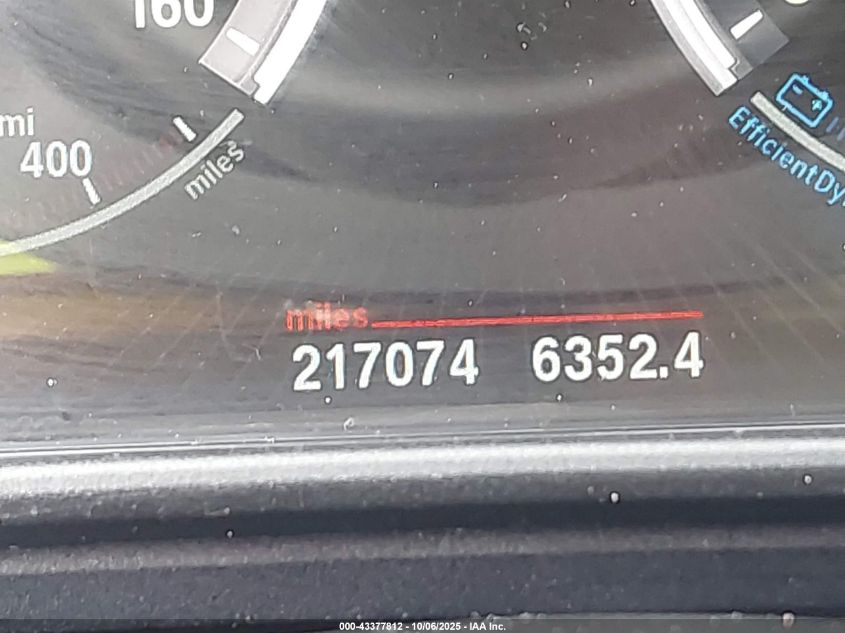 160
mi
400
miles
EfficientDy
miles
217074 6352.4
000-43377812 - 10/06/2025 - IAA Inc.